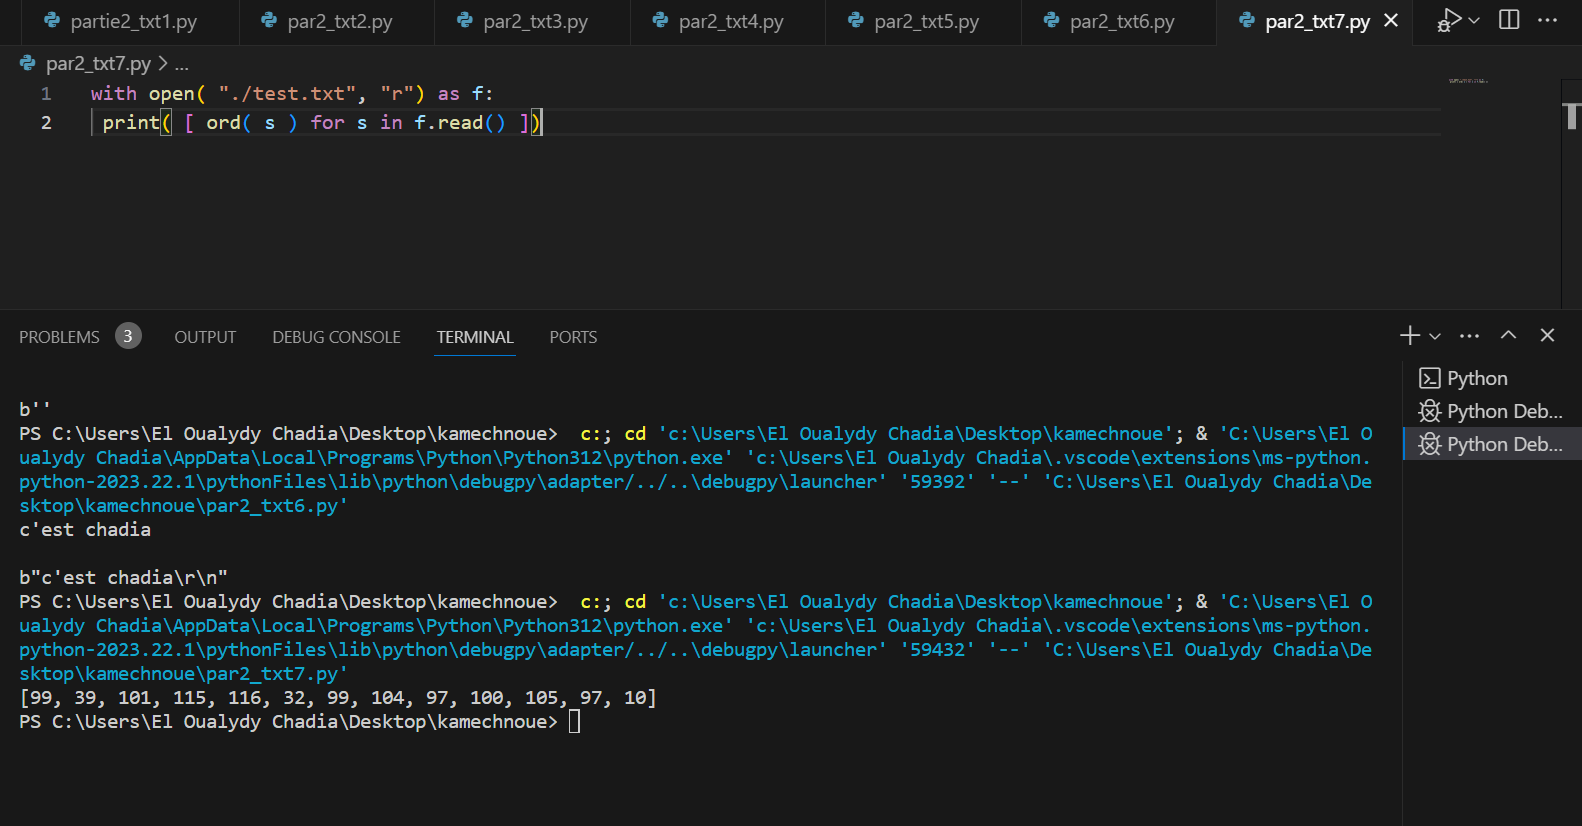 partie2_txt1.py par2_txt2.py par2_txt3.py par2_txt4.py par2_txt5.py par2_txt6.py par2_txt7.py
par2_txt7.py > ...
1 with open( "./test.txt", "r") as f:
2 print( [ ord( s ) for s in f.read() ])
PROBLEMS 3 OUTPUT DEBUG CONSOLE TERMINAL PORTS
Python
Python Deb...
Python Deb...
b''
PS C:\Users\El Oualydy Chadia\Desktop\kamechnoue>  c:; cd 'c:\Users\El Oualydy Chadia\Desktop\kamechnoue'; & 'C:\Users\El O
ualydy Chadia\AppData\Local\Programs\Python\Python312\python.exe' 'c:\Users\El Oualydy Chadia\.vscode\extensions\ms-python.
python-2023.22.1\pythonFiles\lib\python\debugpy\adapter/../..\debugpy\launcher' '59392' '--' 'C:\Users\El Oualydy Chadia\De
sktop\kamechnoue\par2_txt6.py'
c'est chadia
b"c'est chadia\r\n"
PS C:\Users\El Oualydy Chadia\Desktop\kamechnoue>  c:; cd 'c:\Users\El Oualydy Chadia\Desktop\kamechnoue'; & 'C:\Users\El O
ualydy Chadia\AppData\Local\Programs\Python\Python312\python.exe' 'c:\Users\El Oualydy Chadia\.vscode\extensions\ms-python.
python-2023.22.1\pythonFiles\lib\python\debugpy\adapter/../..\debugpy\launcher' '59432' '--' 'C:\Users\El Oualydy Chadia\De
sktop\kamechnoue\par2_txt7.py'
[99, 39, 101, 115, 116, 32, 99, 104, 97, 100, 105, 97, 10]
PS C:\Users\El Oualydy Chadia\Desktop\kamechnoue>